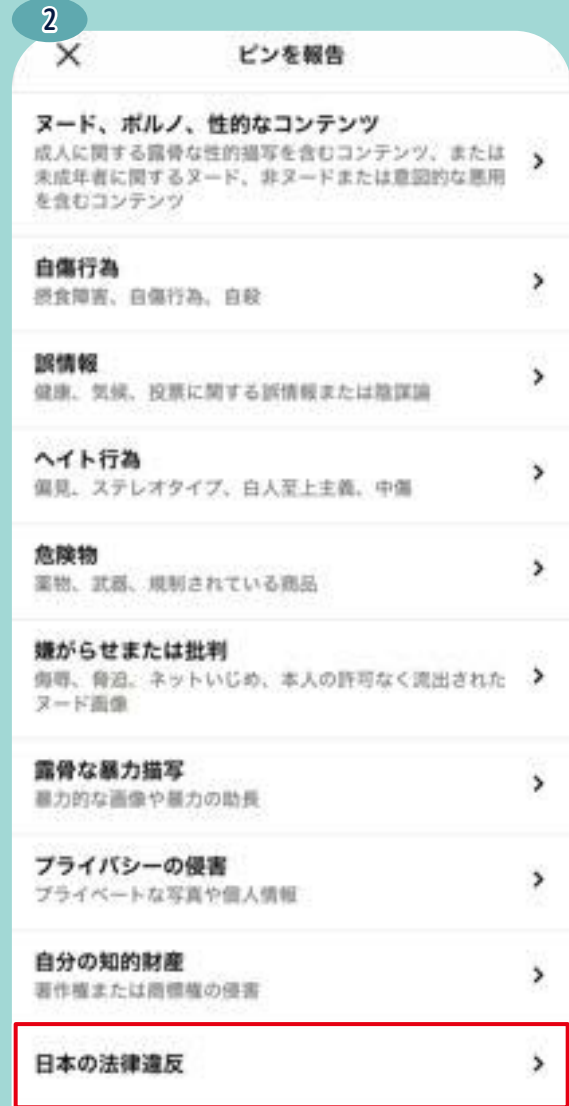 2
ピンを報告
ヌード、ポルノ、性的なコンテンツ
成人に関する露骨な性的描写を含むコンテンツ、または
未成年者に関するヌード、非ヌードまたは意図的な悪用
を含むコンテンツ
自傷行為
摂食障害、自傷行為、自殺
誤情報
健康、気候、投票に関する誤情報または陰謀論
ヘイト行為
偏見、ステレオタイプ、白人至上主義、中傷
危険物
薬物、武器、規制されている商品
嫌がらせまたは批判
侮辱、脅迫、ネットいじめ、本人の許可なく流出された
ヌード画像
露骨な暴力描写
暴力的な画像や暴力の助長
プライバシーの侵害
プライベートな写真や個人情報
自分の知的財産
著作権または商標権の侵害
日本の法律違反